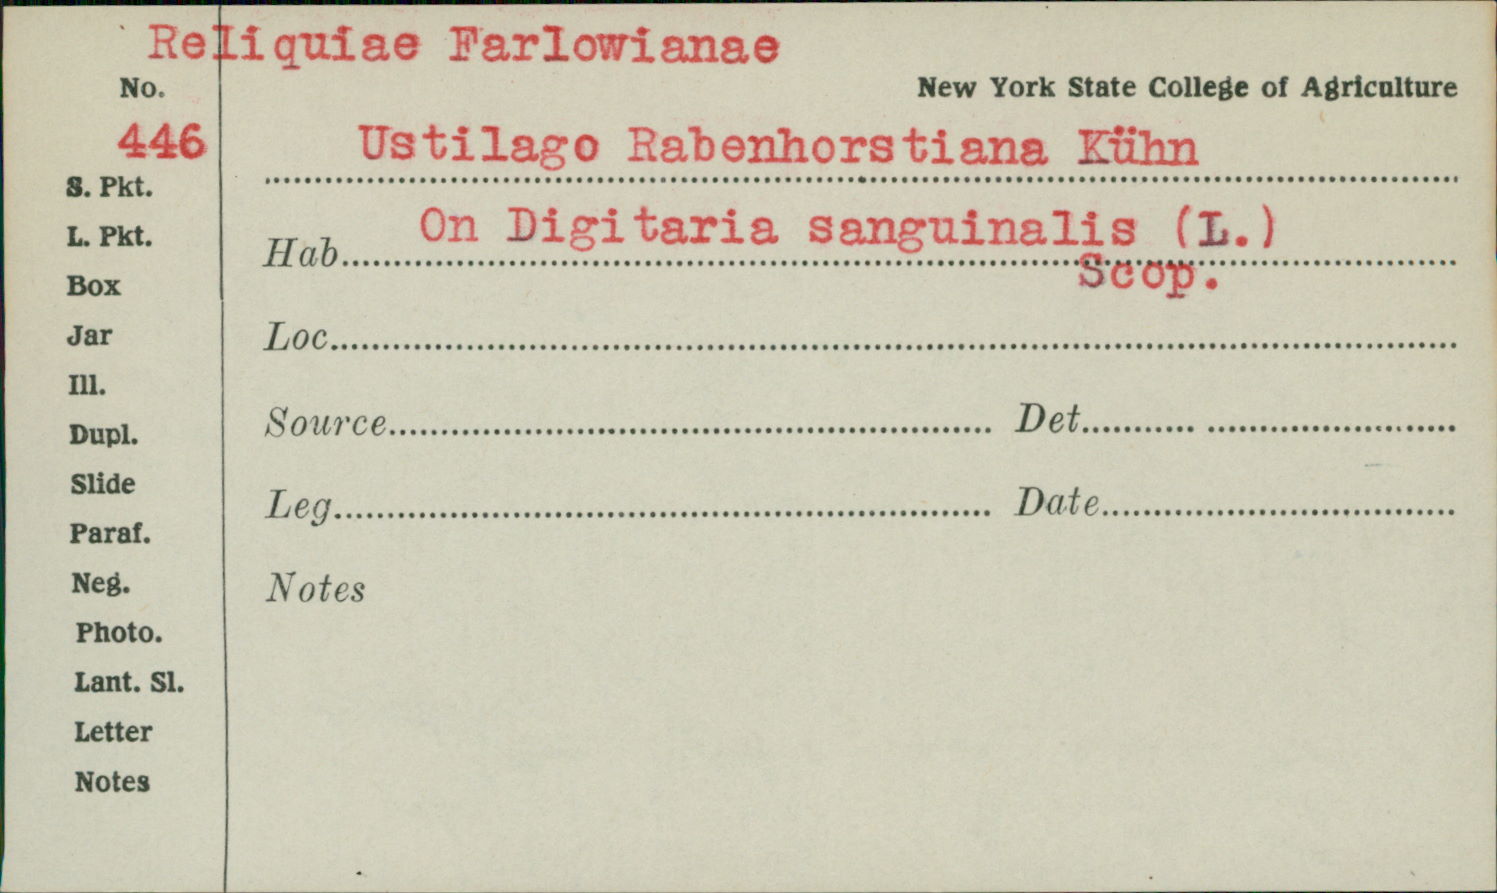 Reliquiae Farlowianae
No.
New York State College of Agriculture
446
Ustilago Rabenhorstiana Kühn
S. Pkt.
L. Pkt.
Hab. On Digitaria sanguinalis (L.)
Scop.
Box
Jar
Loc.
Ill.
Dupl.
Source
Det.
Slide
Leg.
Date
Paraf.
Neg.
Notes
Photo.
Lant. Sl.
Letter
Notes